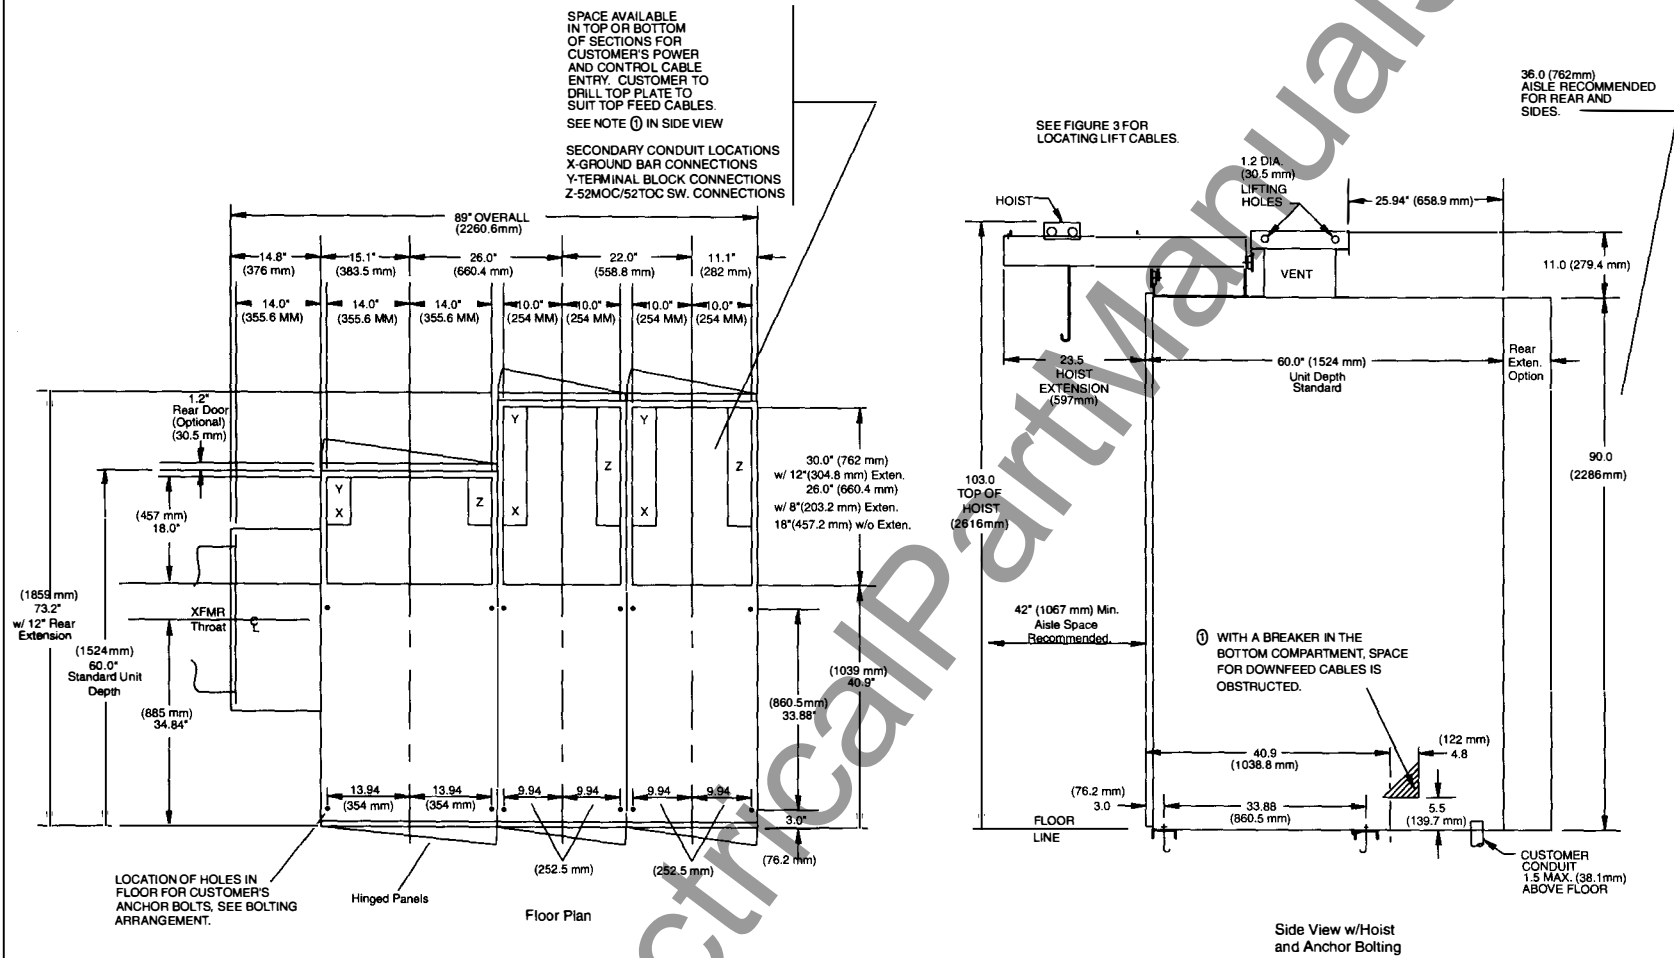 SPACE AVAILABLE
IN TOP OR BOTTOM
OF SECTIONS FOR
CUSTOMER'S POWER
AND CONTROL CABLE
ENTRY. CUSTOMER TO
DRILL TOP PLATE TO
SUIT TOP FEED CABLES.
SEE NOTE ① IN SIDE VIEW
SECONDARY CONDUIT LOCATIONS
X-GROUND BAR CONNECTIONS
Y-TERMINAL BLOCK CONNECTIONS
Z-52MOC/52TOC SW. CONNECTIONS
89" OVERALL
(2260.6mm)
14.8"
(376 mm)
15.1"
(383.5 mm)
26.0"
(660.4 mm)
22.0"
(558.8 mm)
11.1"
(282 mm)
14.0"
(355.6 MM)
14.0"
(355.6 MM)
14.0"
(355.6 MM)
10.0"
(254 MM)
10.0"
(254 MM)
10.0"
(254 MM)
10.0"
(254 MM)
1.2"
Rear Door
(Optional)
(30.5 mm)
Y
X
Z
Y
X
Z
Y
X
Z
(457 mm)
18.0"
30.0" (762 mm)
w/ 12"(304.8 mm) Exten.
26.0" (660.4 mm)
w/ 8"(203.2 mm) Exten.
18"(457.2 mm) w/o Exten.
(1859 mm)
73.2"
w/ 12" Rear
Extension
XFMR
Throat
CL
(1524mm)
60.0"
Standard Unit
Depth
(885 mm)
34.84"
(1039 mm)
40.9"
(860.5mm)
33.88"
13.94
(354 mm)
13.94
(354 mm)
9.94
9.94
9.94
9.94
(252.5 mm)
(252.5 mm)
3.0"
(76.2 mm)
LOCATION OF HOLES IN
FLOOR FOR CUSTOMER'S
ANCHOR BOLTS, SEE BOLTING
ARRANGEMENT.
Hinged Panels
Floor Plan
36.0 (762mm)
AISLE RECOMMENDED
FOR REAR AND
SIDES.
SEE FIGURE 3 FOR
LOCATING LIFT CABLES.
1.2 DIA.
(30.5 mm)
LIFTING
HOLES
HOIST
25.94" (658.9 mm)
VENT
11.0 (279.4 mm)
23.5
HOIST
EXTENSION
(597mm)
60.0" (1524 mm)
Unit Depth
Standard
Rear
Exten.
Option
90.0
(2286mm)
103.0
TOP OF
HOIST
(2616mm)
42" (1067 mm) Min.
Aisle Space
Recommended.
① WITH A BREAKER IN THE
BOTTOM COMPARTMENT, SPACE
FOR DOWNFEED CABLES IS
OBSTRUCTED.
40.9
(1038.8 mm)
(122 mm)
4.8
(76.2 mm)
3.0
33.88
(860.5 mm)
5.5
(139.7 mm)
FLOOR
LINE
CUSTOMER
CONDUIT
1.5 MAX. (38.1mm)
ABOVE FLOOR
Side View w/Hoist
and Anchor Bolting
ctricalPartManuals